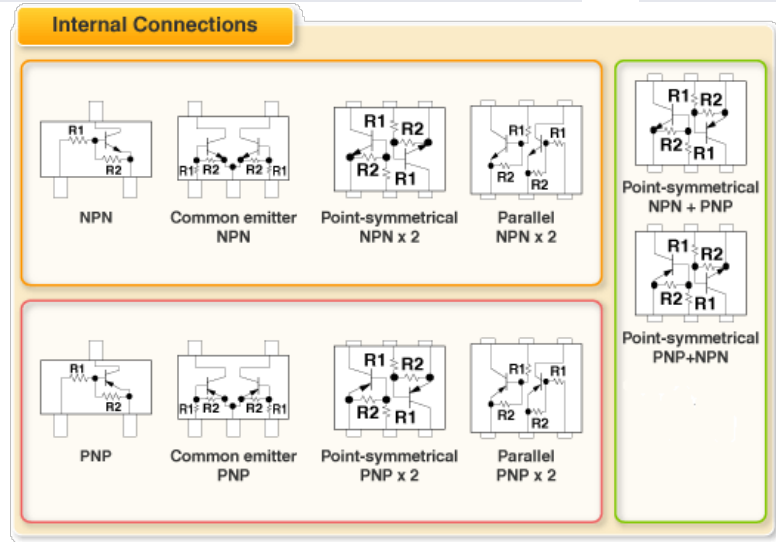 Internal Connections
R1
R2
NPN
R1 R2 R2 R1
Common emitter
NPN
R1 R2
R2 R1
Point-symmetrical
NPN x 2
R1 R1
R2
R2
Parallel
NPN x 2
R1
R2
PNP
R1 R2 R2 R1
Common emitter
PNP
R1 R2
R2 R1
Point-symmetrical
PNP x 2
R1 R1
R2
R2
Parallel
PNP x 2
R1 R2
R2 R1
Point-symmetrical
NPN + PNP
R1 R2
R2 R1
Point-symmetrical
PNP+NPN